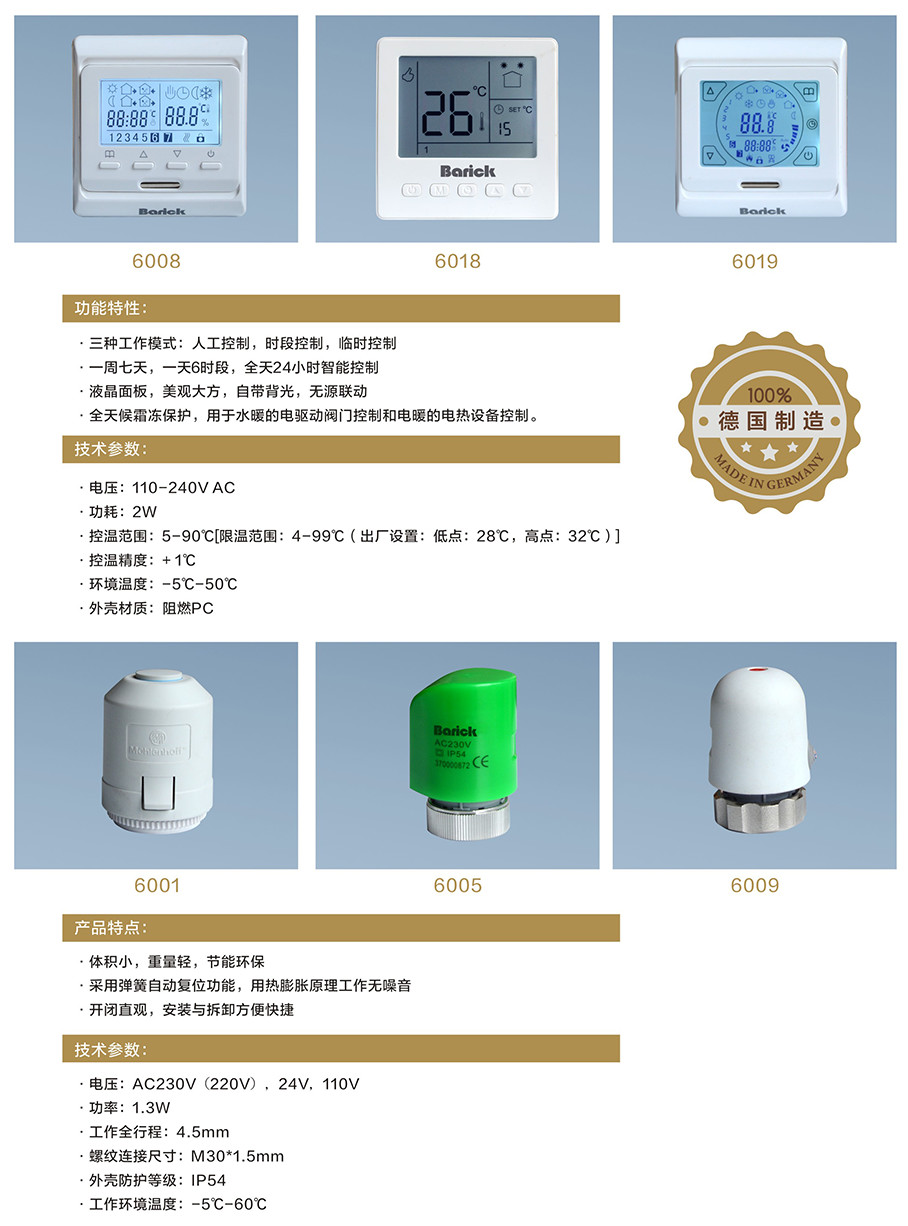 88:88 ℃ 88.8 ℃ %
1 2 3 4 5 6 7
Barick
26 ℃
SET ℃
15
1
Barick
88.8 ℃
88:88
Barick
6008
6018
6019
功能特性：
· 三种工作模式：人工控制，时段控制，临时控制
· 一周七天，一天6时段，全天24小时智能控制
· 液晶面板，美观大方，自带背光，无源联动
· 全天候霜冻保护，用于水暖的电驱动阀门控制和电暖的电热设备控制。
100%
德国制造
MADE IN GERMANY
技术参数：
· 电压：110-240V AC
· 功耗：2W
· 控温范围：5-90℃[限温范围：4-99℃（出厂设置：低点：28℃，高点：32℃）]
· 控温精度：+1℃
· 环境温度：-5℃-50℃
· 外壳材质：阻燃PC
Möhlenhoff
Barick
AC230V
IP54
370000872 CE
6001
6005
6009
产品特点：
· 体积小，重量轻，节能环保
· 采用弹簧自动复位功能，用热膨胀原理工作无噪音
· 开闭直观，安装与拆卸方便快捷
技术参数：
· 电压：AC230V（220V），24V，110V
· 功率：1.3W
· 工作全行程：4.5mm
· 螺纹连接尺寸：M30*1.5mm
· 外壳防护等级：IP54
· 工作环境温度：-5℃-60℃